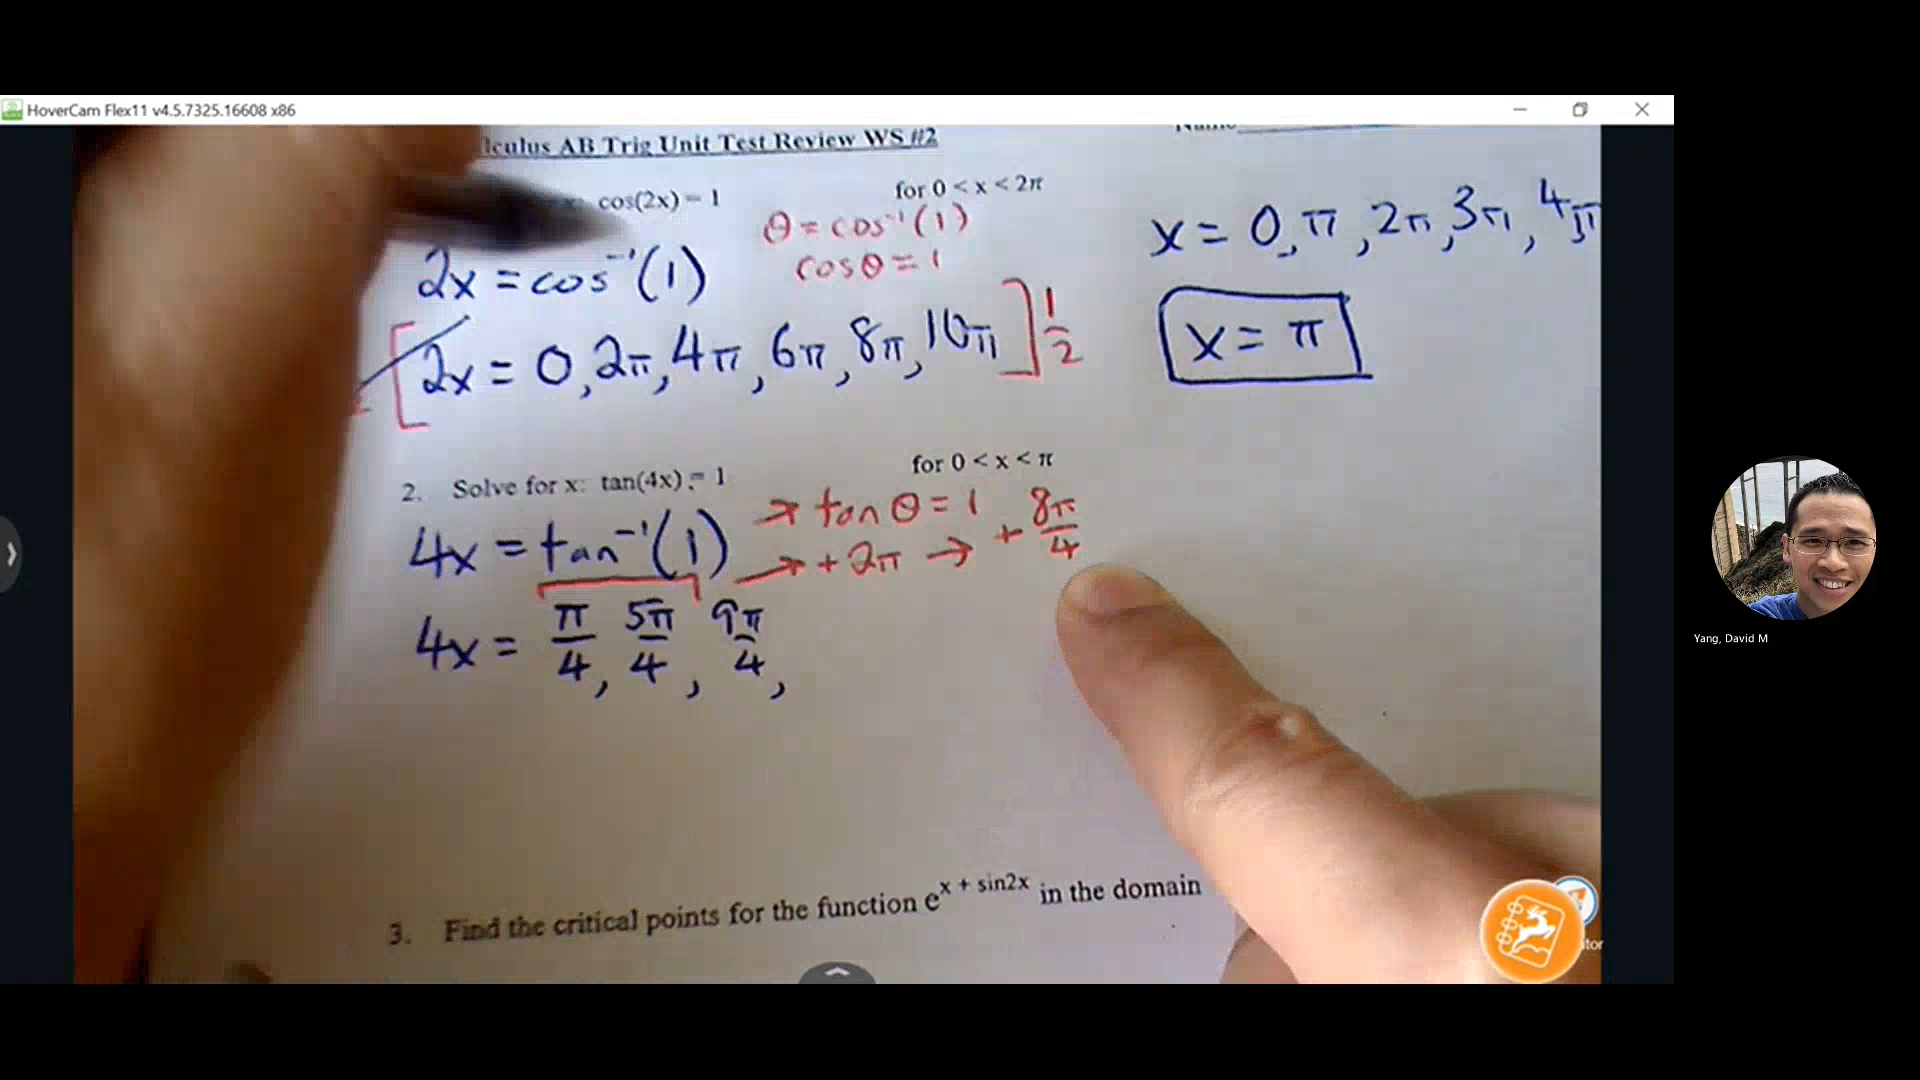 HoverCam Flex11 v4.5.7325.16608 x86
lculus AB Trig Unit Test Review WS #2
cos(2x) = 1 for 0 < x < 2π
θ = cos⁻¹(1)
cosθ = 1
2x = cos⁻¹(1)
[2x = 0, 2π, 4π, 6π, 8π, 10π] 1/2
x = 0, π, 2π, 3π, 4π
x = π
2. Solve for x: tan(4x) = 1 for 0 < x < π
4x = tan⁻¹(1) → tan θ = 1
→ + 2π → + 8π/4
4x = π/4, 5π/4, 9π/4,
3. Find the critical points for the function e^x + sin2x in the domain
Yang, David M